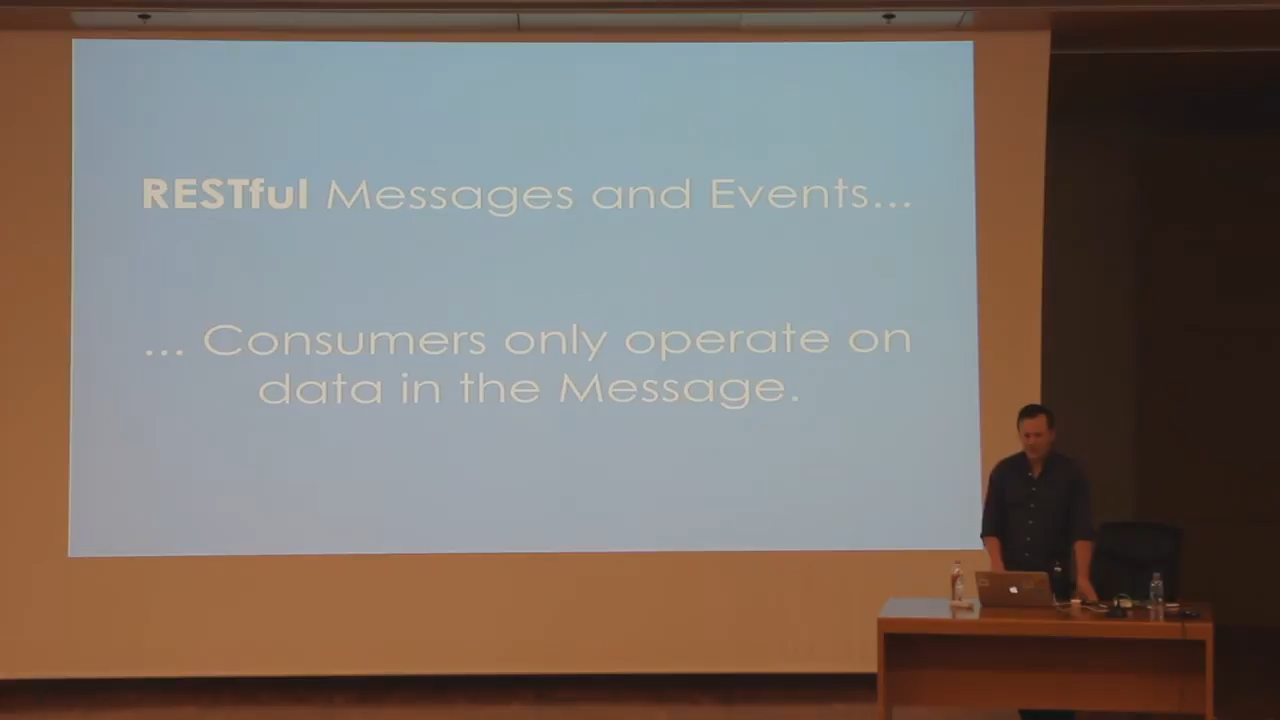 RESTful Messages and Events...
... Consumers only operate on
data in the Message.